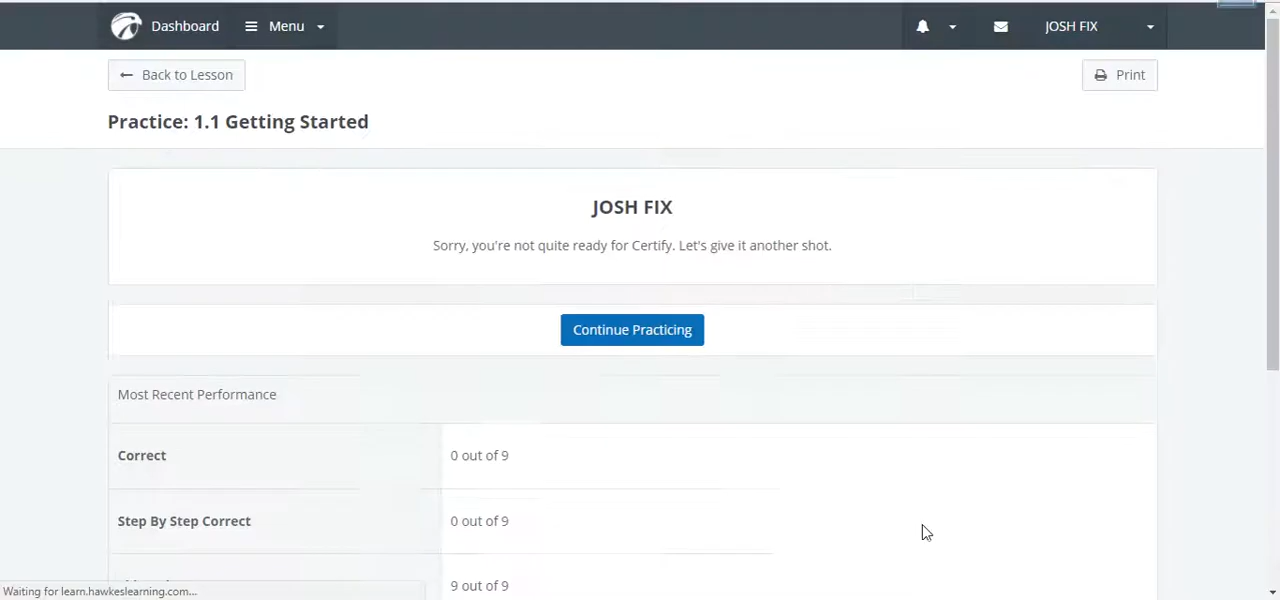 Dashboard Menu JOSH FIX
Back to Lesson Print
Practice: 1.1 Getting Started
JOSH FIX
Sorry, you're not quite ready for Certify. Let's give it another shot.
Continue Practicing
Most Recent Performance
Correct 0 out of 9
Step By Step Correct 0 out of 9
9 out of 9
Waiting for learn.hawkeslearning.com...